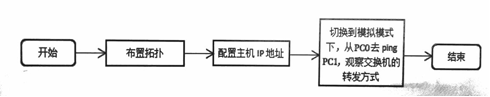 开始
布置拓扑
配置主机 IP 地址
切换到模拟模式
下，从PC0去 ping
PC1，观察交换机的
转发方式
结束